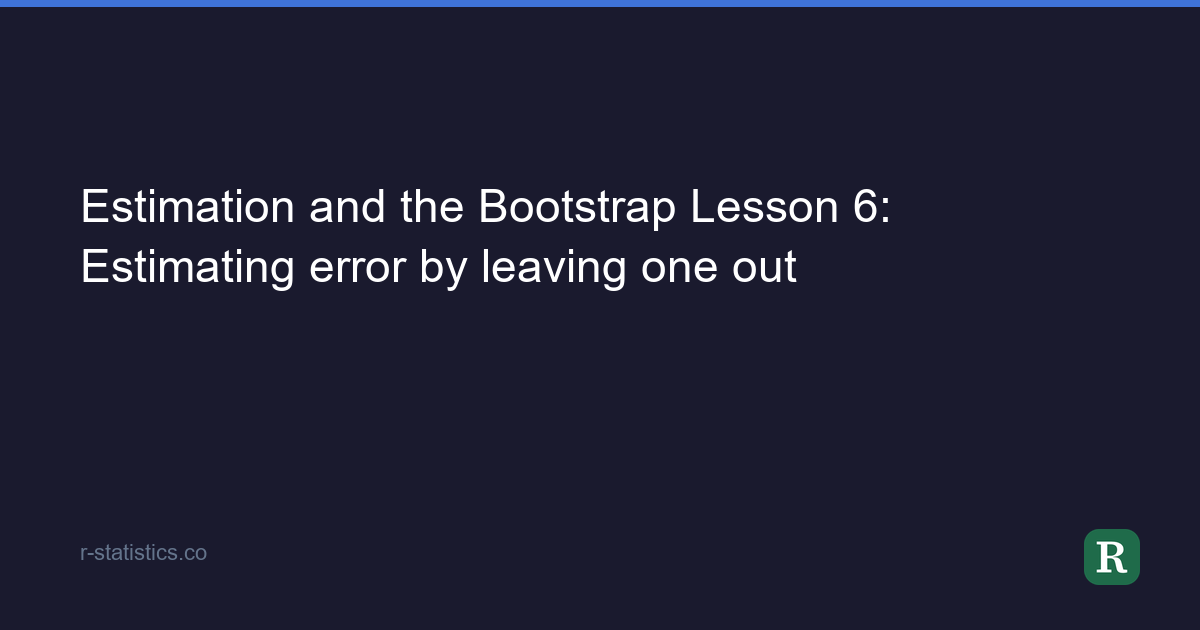 Estimation and the Bootstrap Lesson 6:
Estimating error by leaving one out
r-statistics.co
R